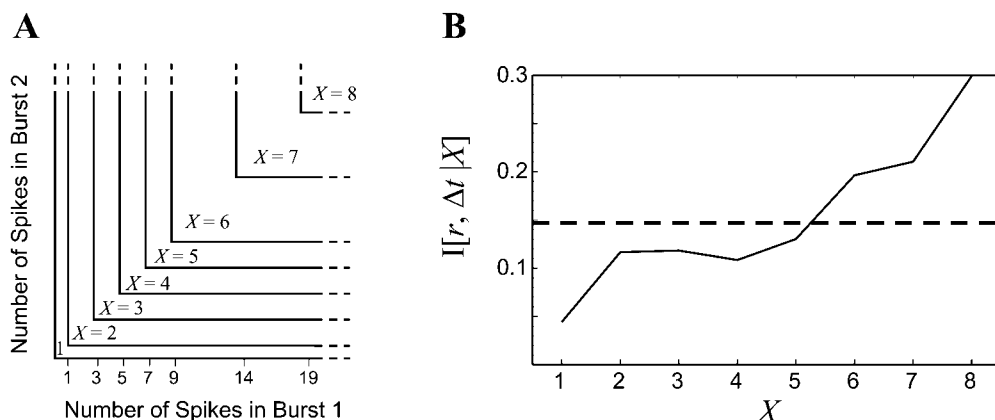 A
Number of Spikes in Burst 2
X = 8
X = 7
X = 6
X = 5
X = 4
X = 3
X = 2
1
1 3 5 7 9 14 19
Number of Spikes in Burst 1
B
I[r, Δt |X]
0.3
0.2
0.1
1 2 3 4 5 6 7 8
X